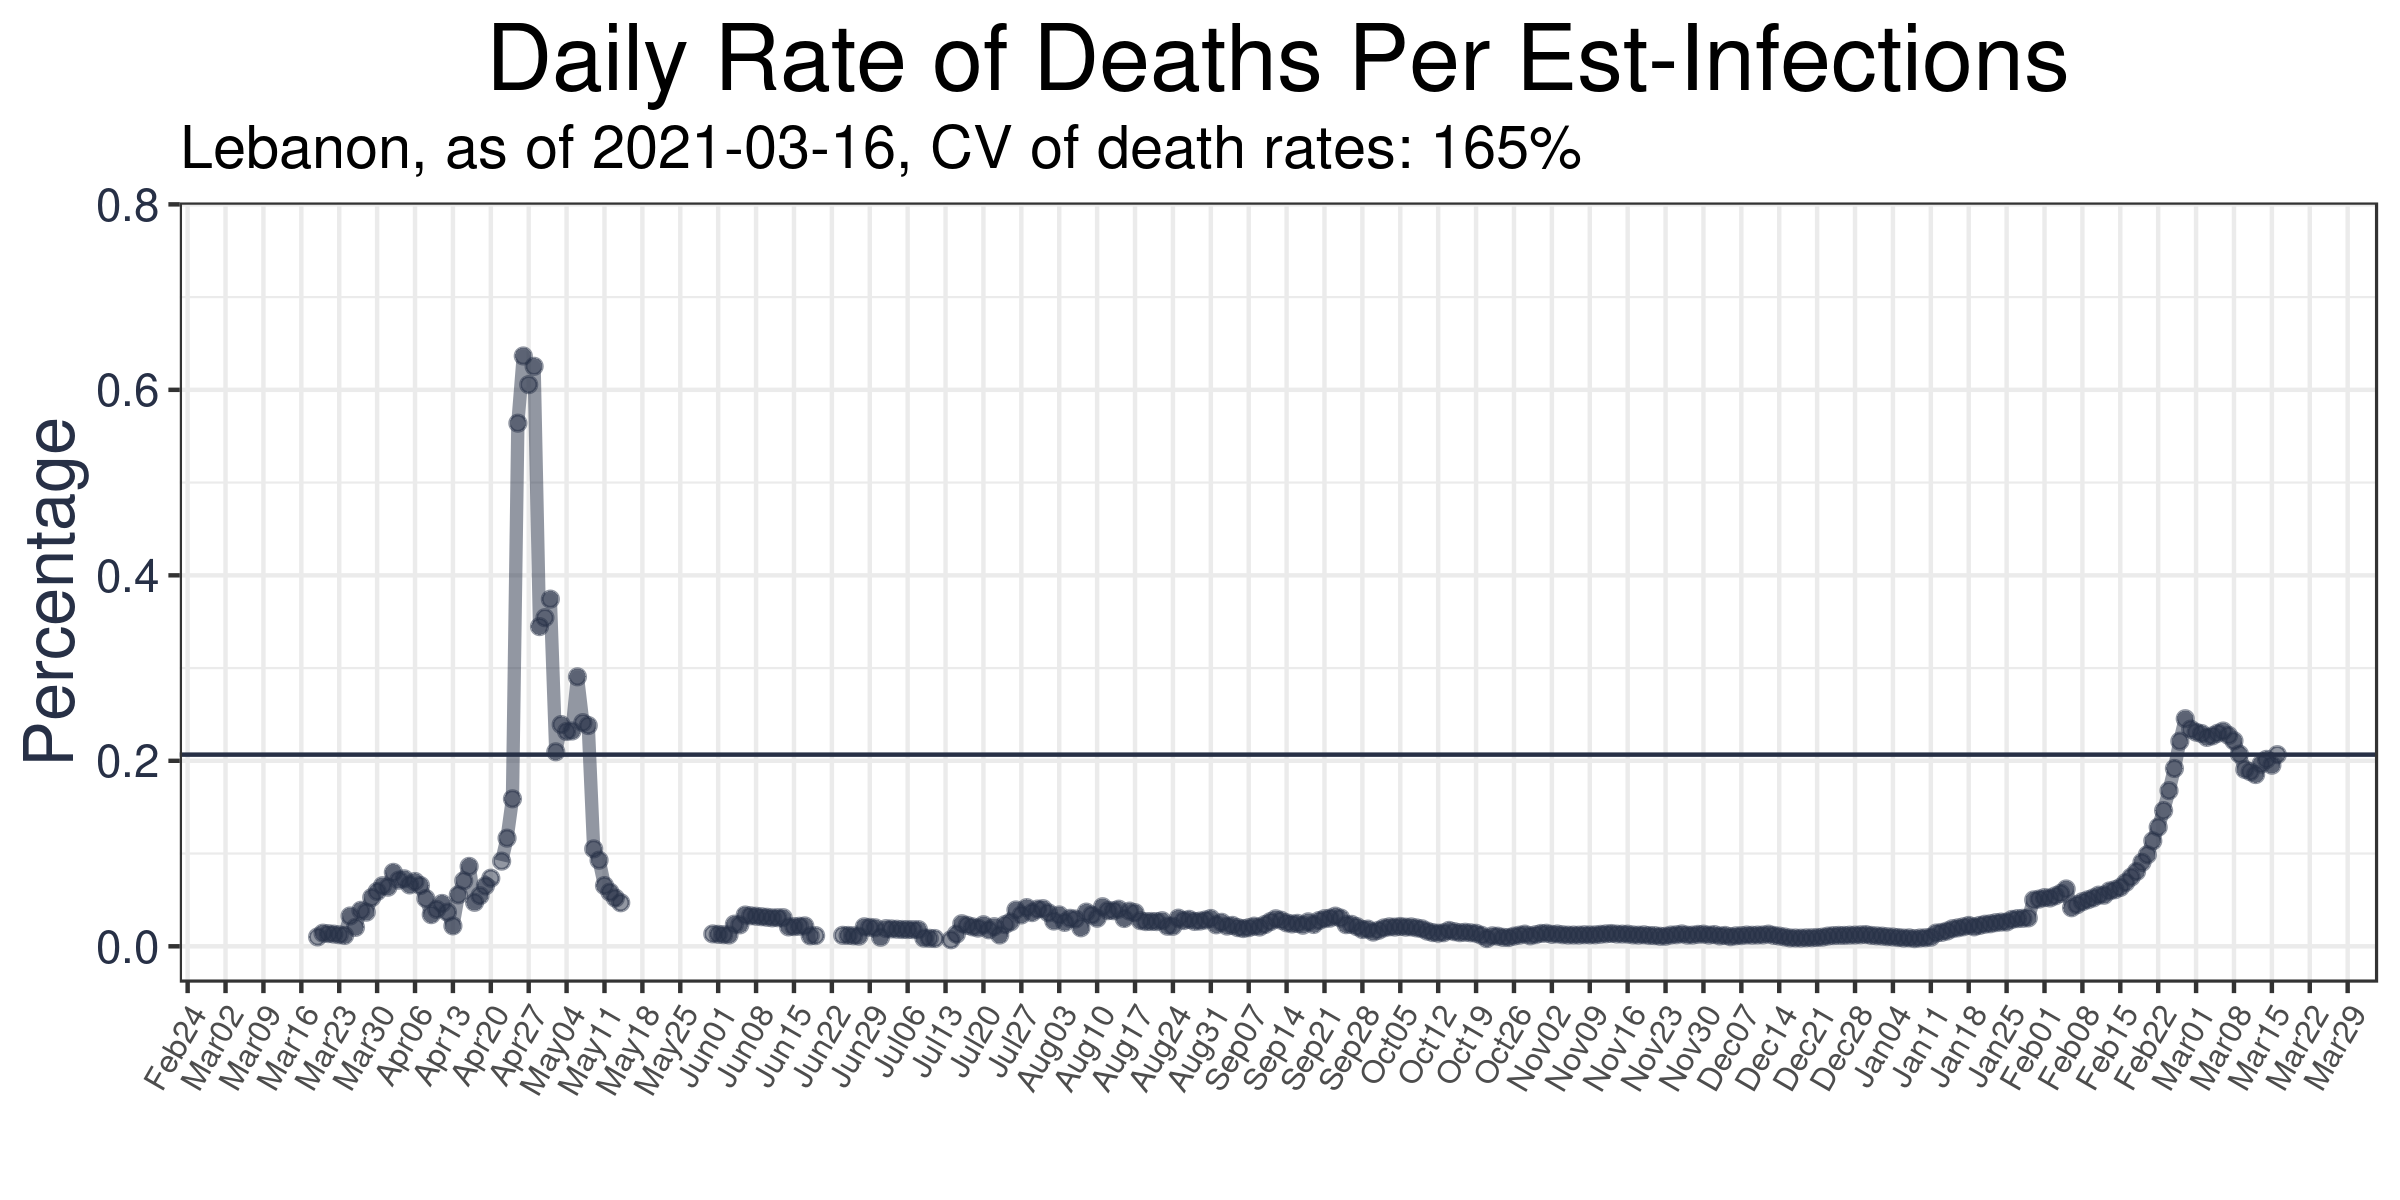 Daily Rate of Deaths Per Est-Infections
Lebanon, as of 2021-03-16, CV of death rates: 165%
Percentage
0.8
0.6
0.4
0.2
0.0
Feb24
Mar02
Mar09
Mar16
Mar23
Mar30
Apr06
Apr13
Apr20
Apr27
May04
May11
May18
May25
Jun01
Jun08
Jun15
Jun22
Jun29
Jul06
Jul13
Jul20
Jul27
Aug03
Aug10
Aug17
Aug24
Aug31
Sep07
Sep14
Sep21
Sep28
Oct05
Oct12
Oct19
Oct26
Nov02
Nov09
Nov16
Nov23
Nov30
Dec07
Dec14
Dec21
Dec28
Jan04
Jan11
Jan18
Jan25
Feb01
Feb08
Feb15
Feb22
Mar01
Mar08
Mar15
Mar22
Mar29